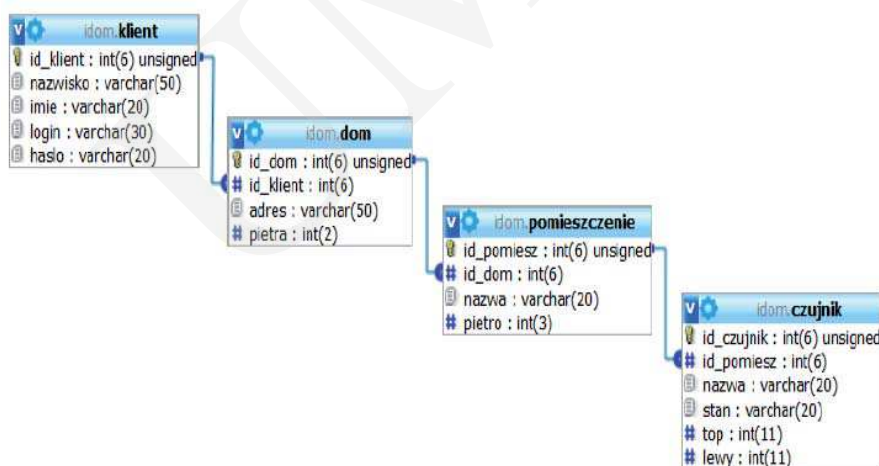 idom.klient
id_klient : int(6) unsigned
nazwisko : varchar(50)
imie : varchar(20)
login : varchar(30)
haslo : varchar(20)
idom.dom
id_dom : int(6) unsigned
# id_klient : int(6)
adres : varchar(50)
# pietra : int(2)
idom.pomieszczenie
id_pomiesz : int(6) unsigned
# id_dom : int(6)
nazwa : varchar(20)
# pietro : int(3)
idom.czujnik
id_czujnik : int(6) unsigned
# id_pomiesz : int(6)
nazwa : varchar(20)
stan : varchar(20)
# top : int(11)
# lewy : int(11)